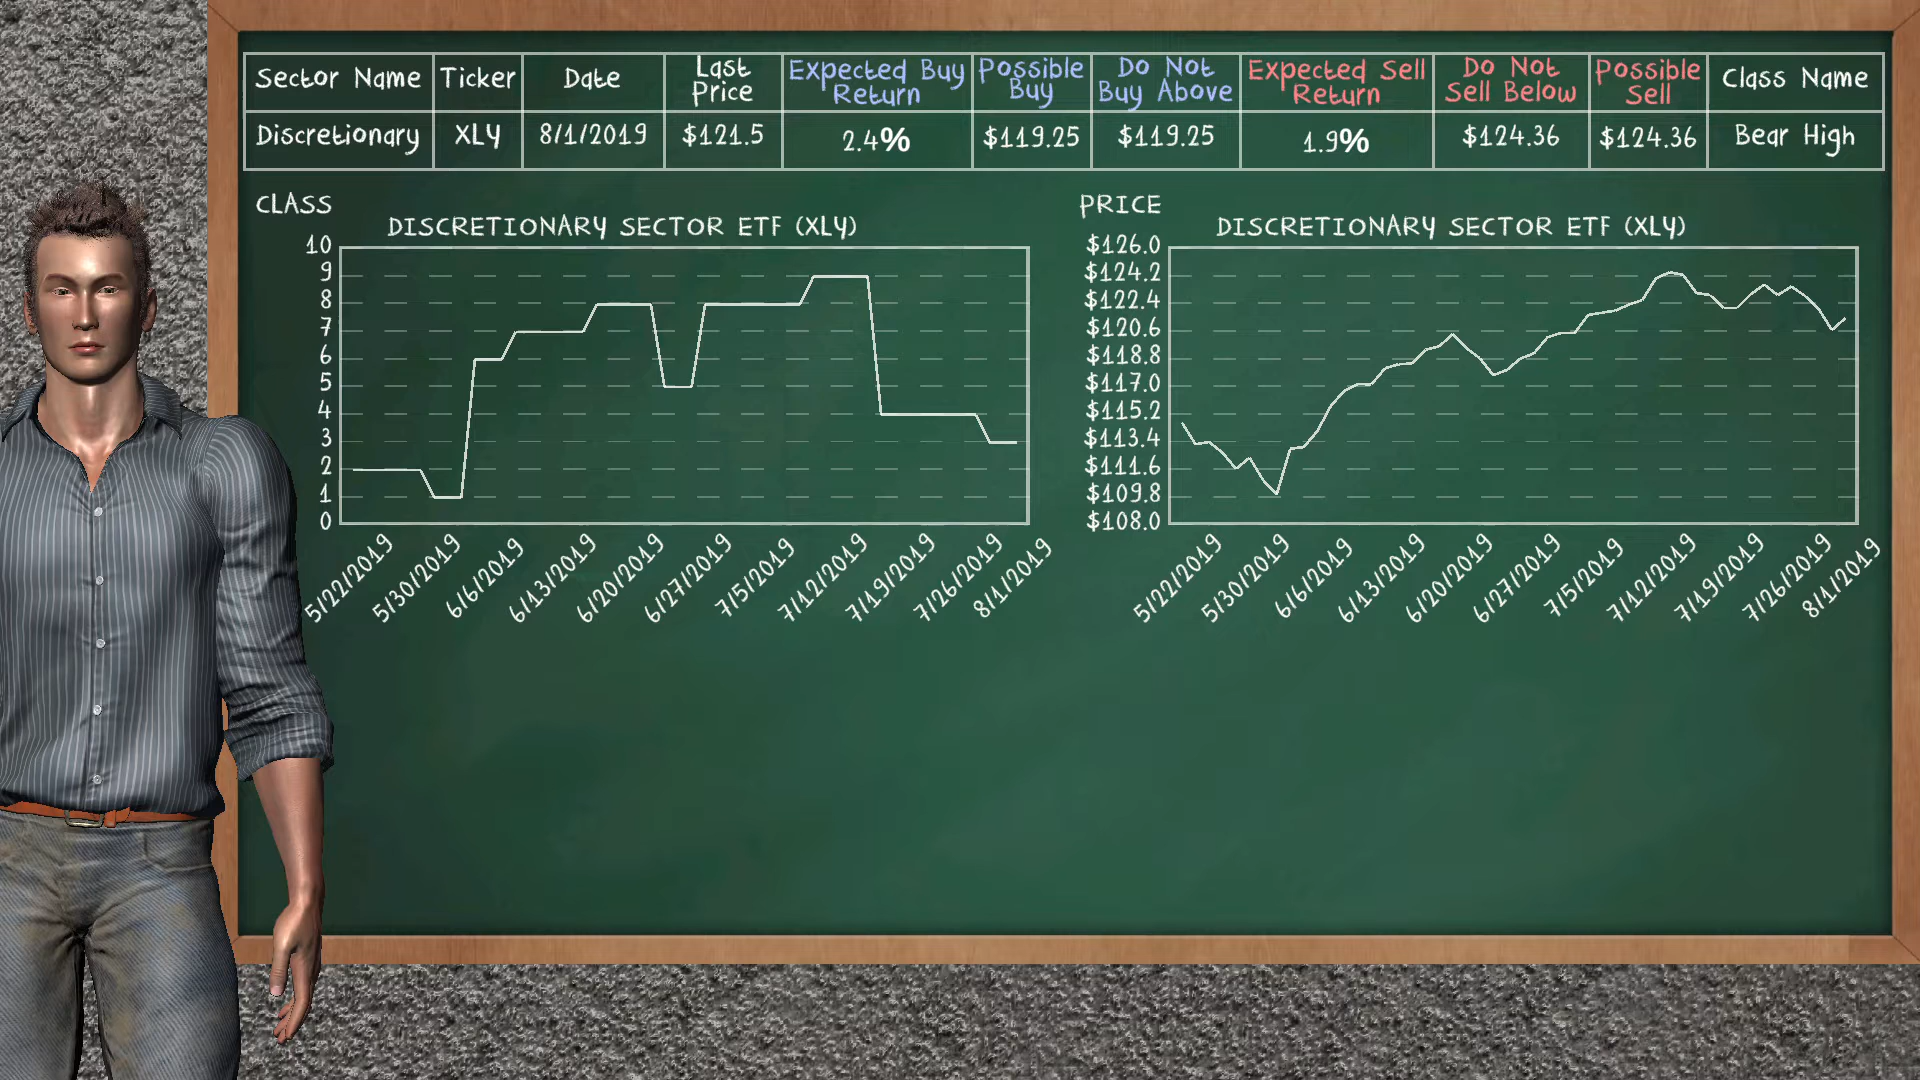 Sector Name Ticker Date Last Price Expected Buy Return Possible Buy Do Not Buy Above Expected Sell Return Do Not Sell Below Possible Sell Class Name
Discretionary XLY 8/1/2019 $121.5 2.4% $119.25 $119.25 1.9% $124.36 $124.36 Bear High
CLASS
DISCRETIONARY SECTOR ETF (XLY)
10
9
8
7
6
5
4
3
2
1
0
5/22/2019 5/30/2019 6/6/2019 6/13/2019 6/20/2019 6/27/2019 7/5/2019 7/12/2019 7/19/2019 7/26/2019 8/1/2019
PRICE
DISCRETIONARY SECTOR ETF (XLY)
$126.0
$124.2
$122.4
$120.6
$118.8
$117.0
$115.2
$113.4
$111.6
$109.8
$108.0
5/22/2019 5/30/2019 6/6/2019 6/13/2019 6/20/2019 6/27/2019 7/5/2019 7/12/2019 7/19/2019 7/26/2019 8/1/2019